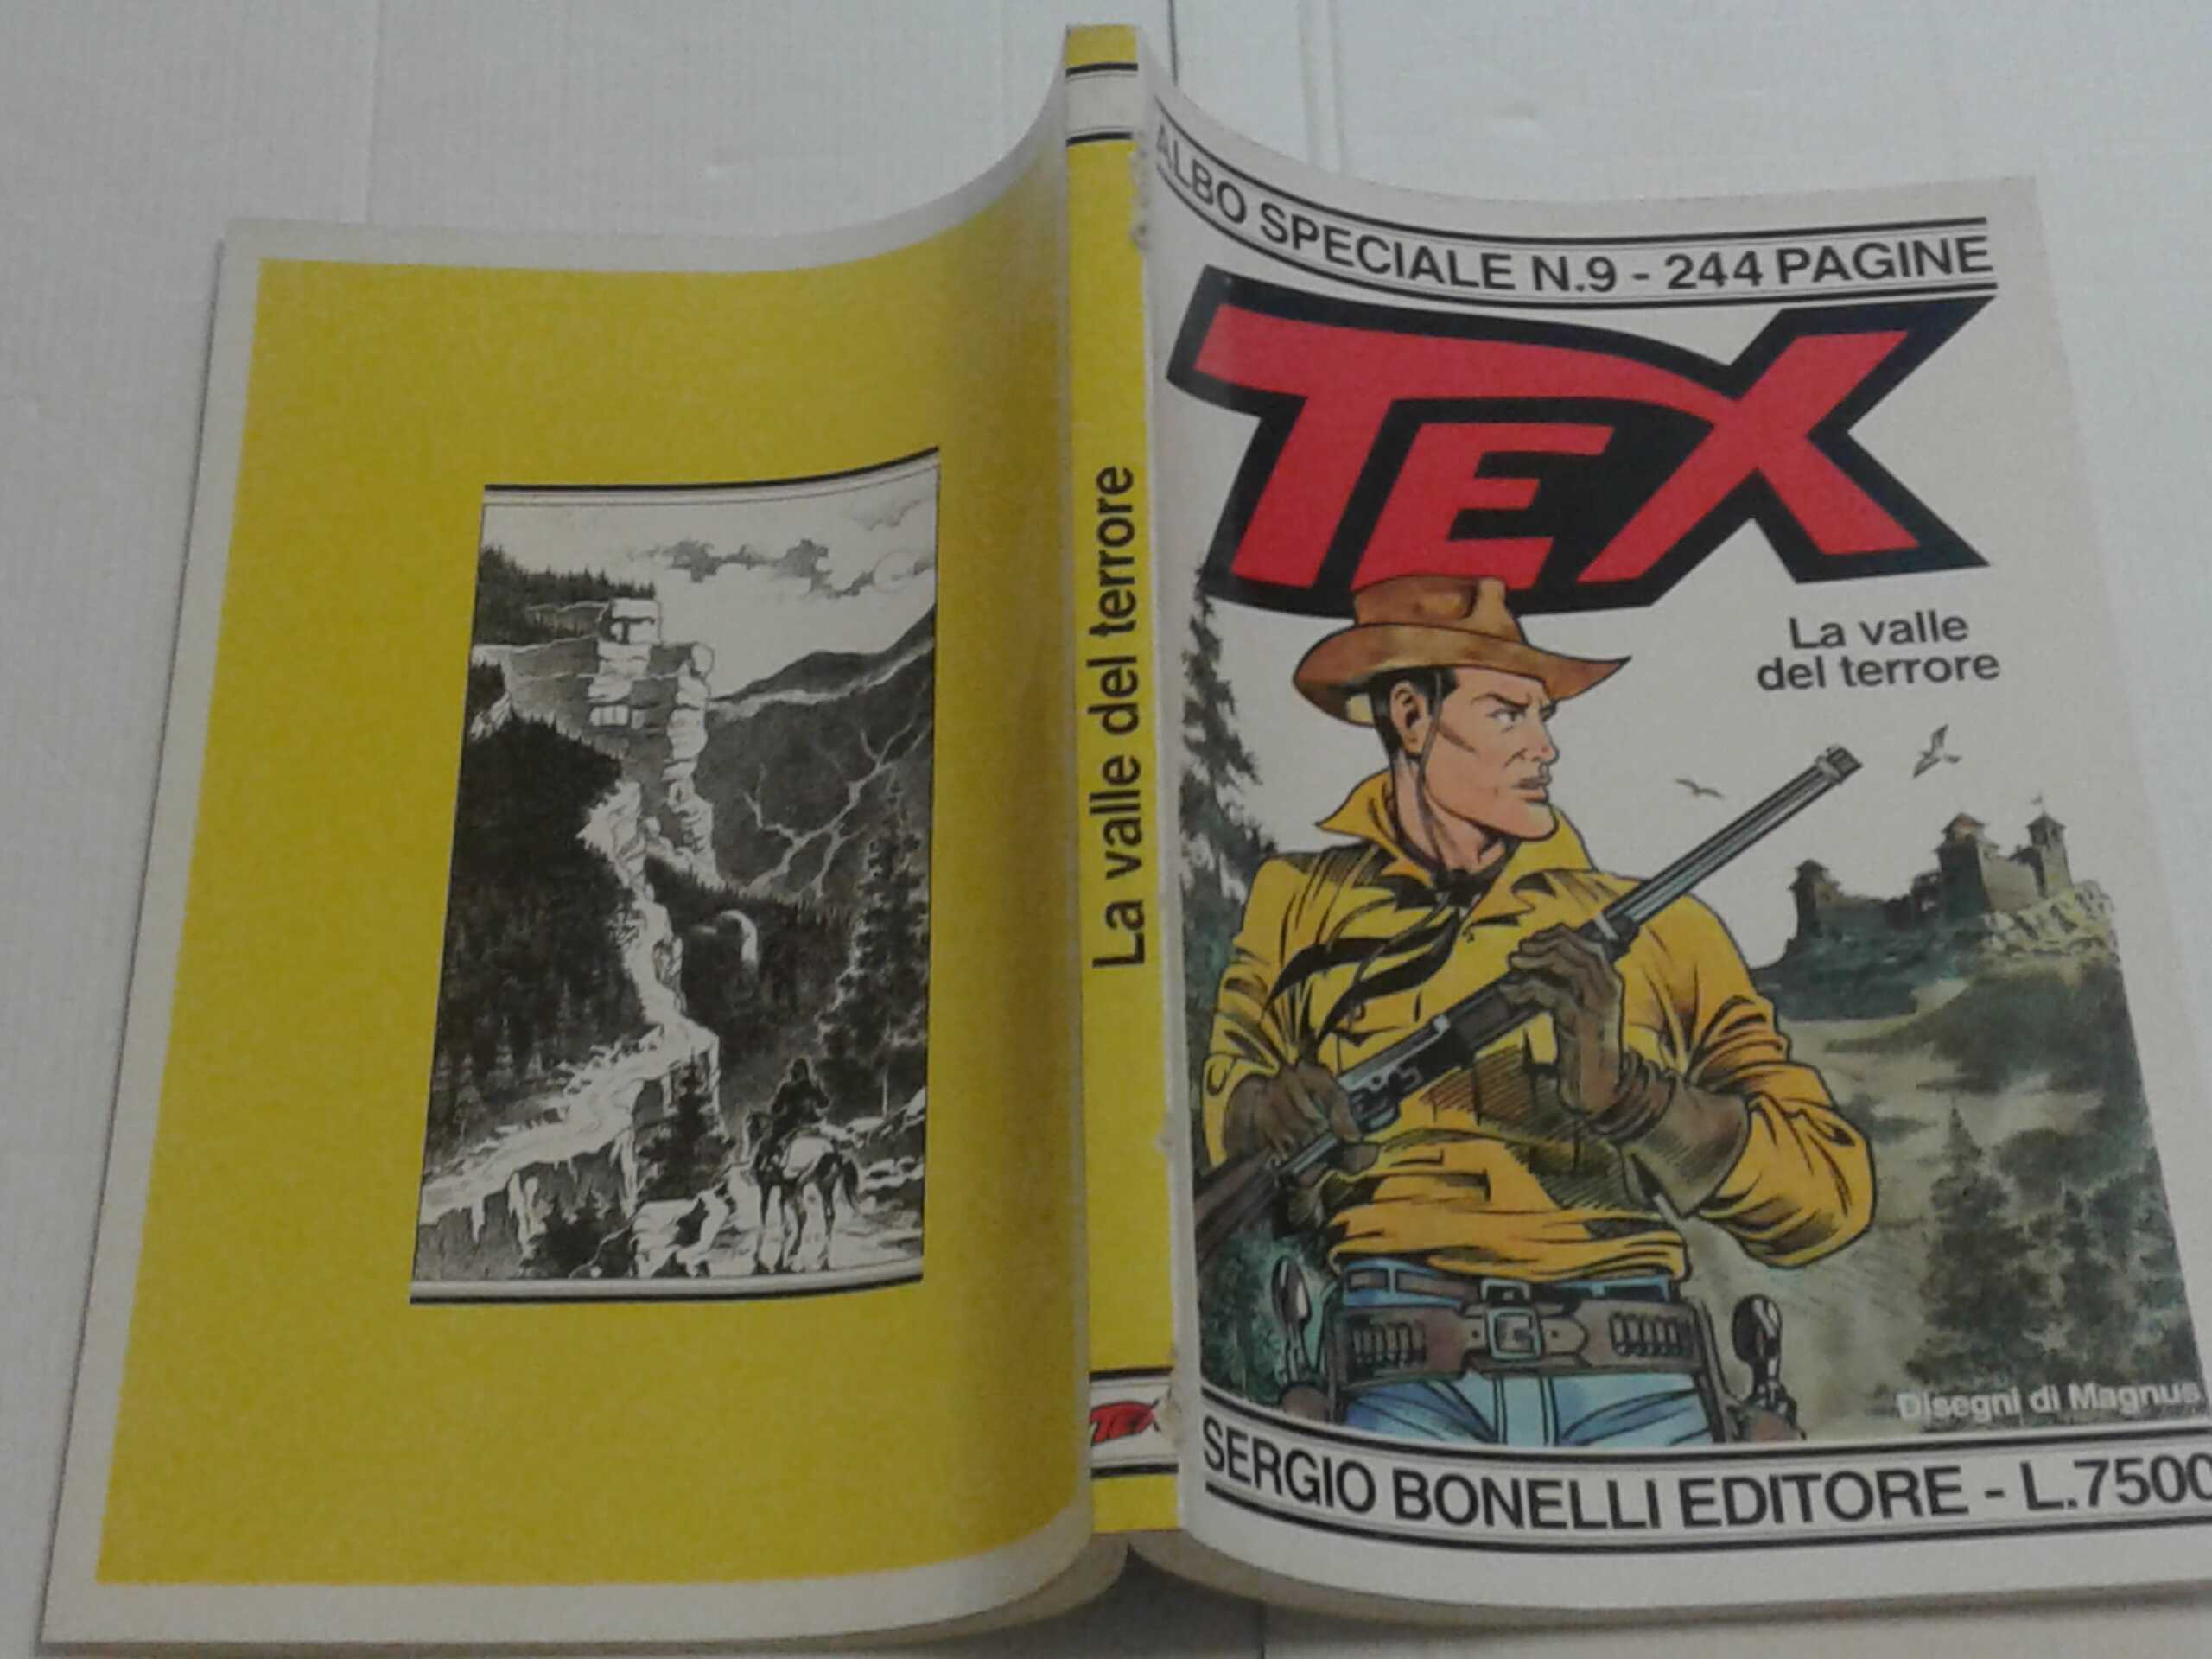 La valle del terrore
TEX
ALBO SPECIALE N.9 - 244 PAGINE
TEX
La valle
del terrore
Disegni di Magnus
SERGIO BONELLI EDITORE - L.7500